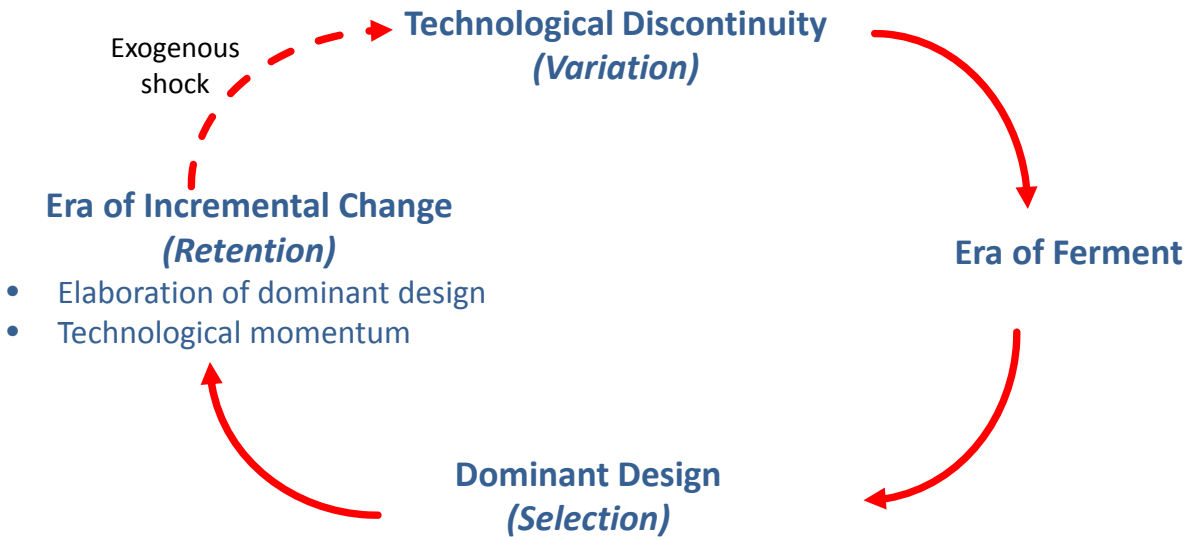 Technological Discontinuity
(Variation)
Exogenous
shock
Era of Incremental Change
(Retention)
• Elaboration of dominant design
• Technological momentum
Era of Ferment
Dominant Design
(Selection)